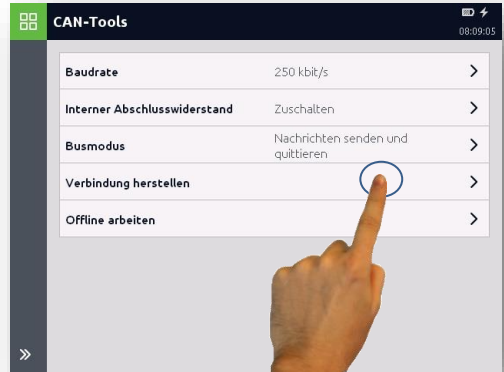 CAN-Tools
08:09:05
Baudrate 250 kbit/s
Interner Abschlusswiderstand Zuschalten
Busmodus Nachrichten senden und
quittieren
Verbindung herstellen
Offline arbeiten